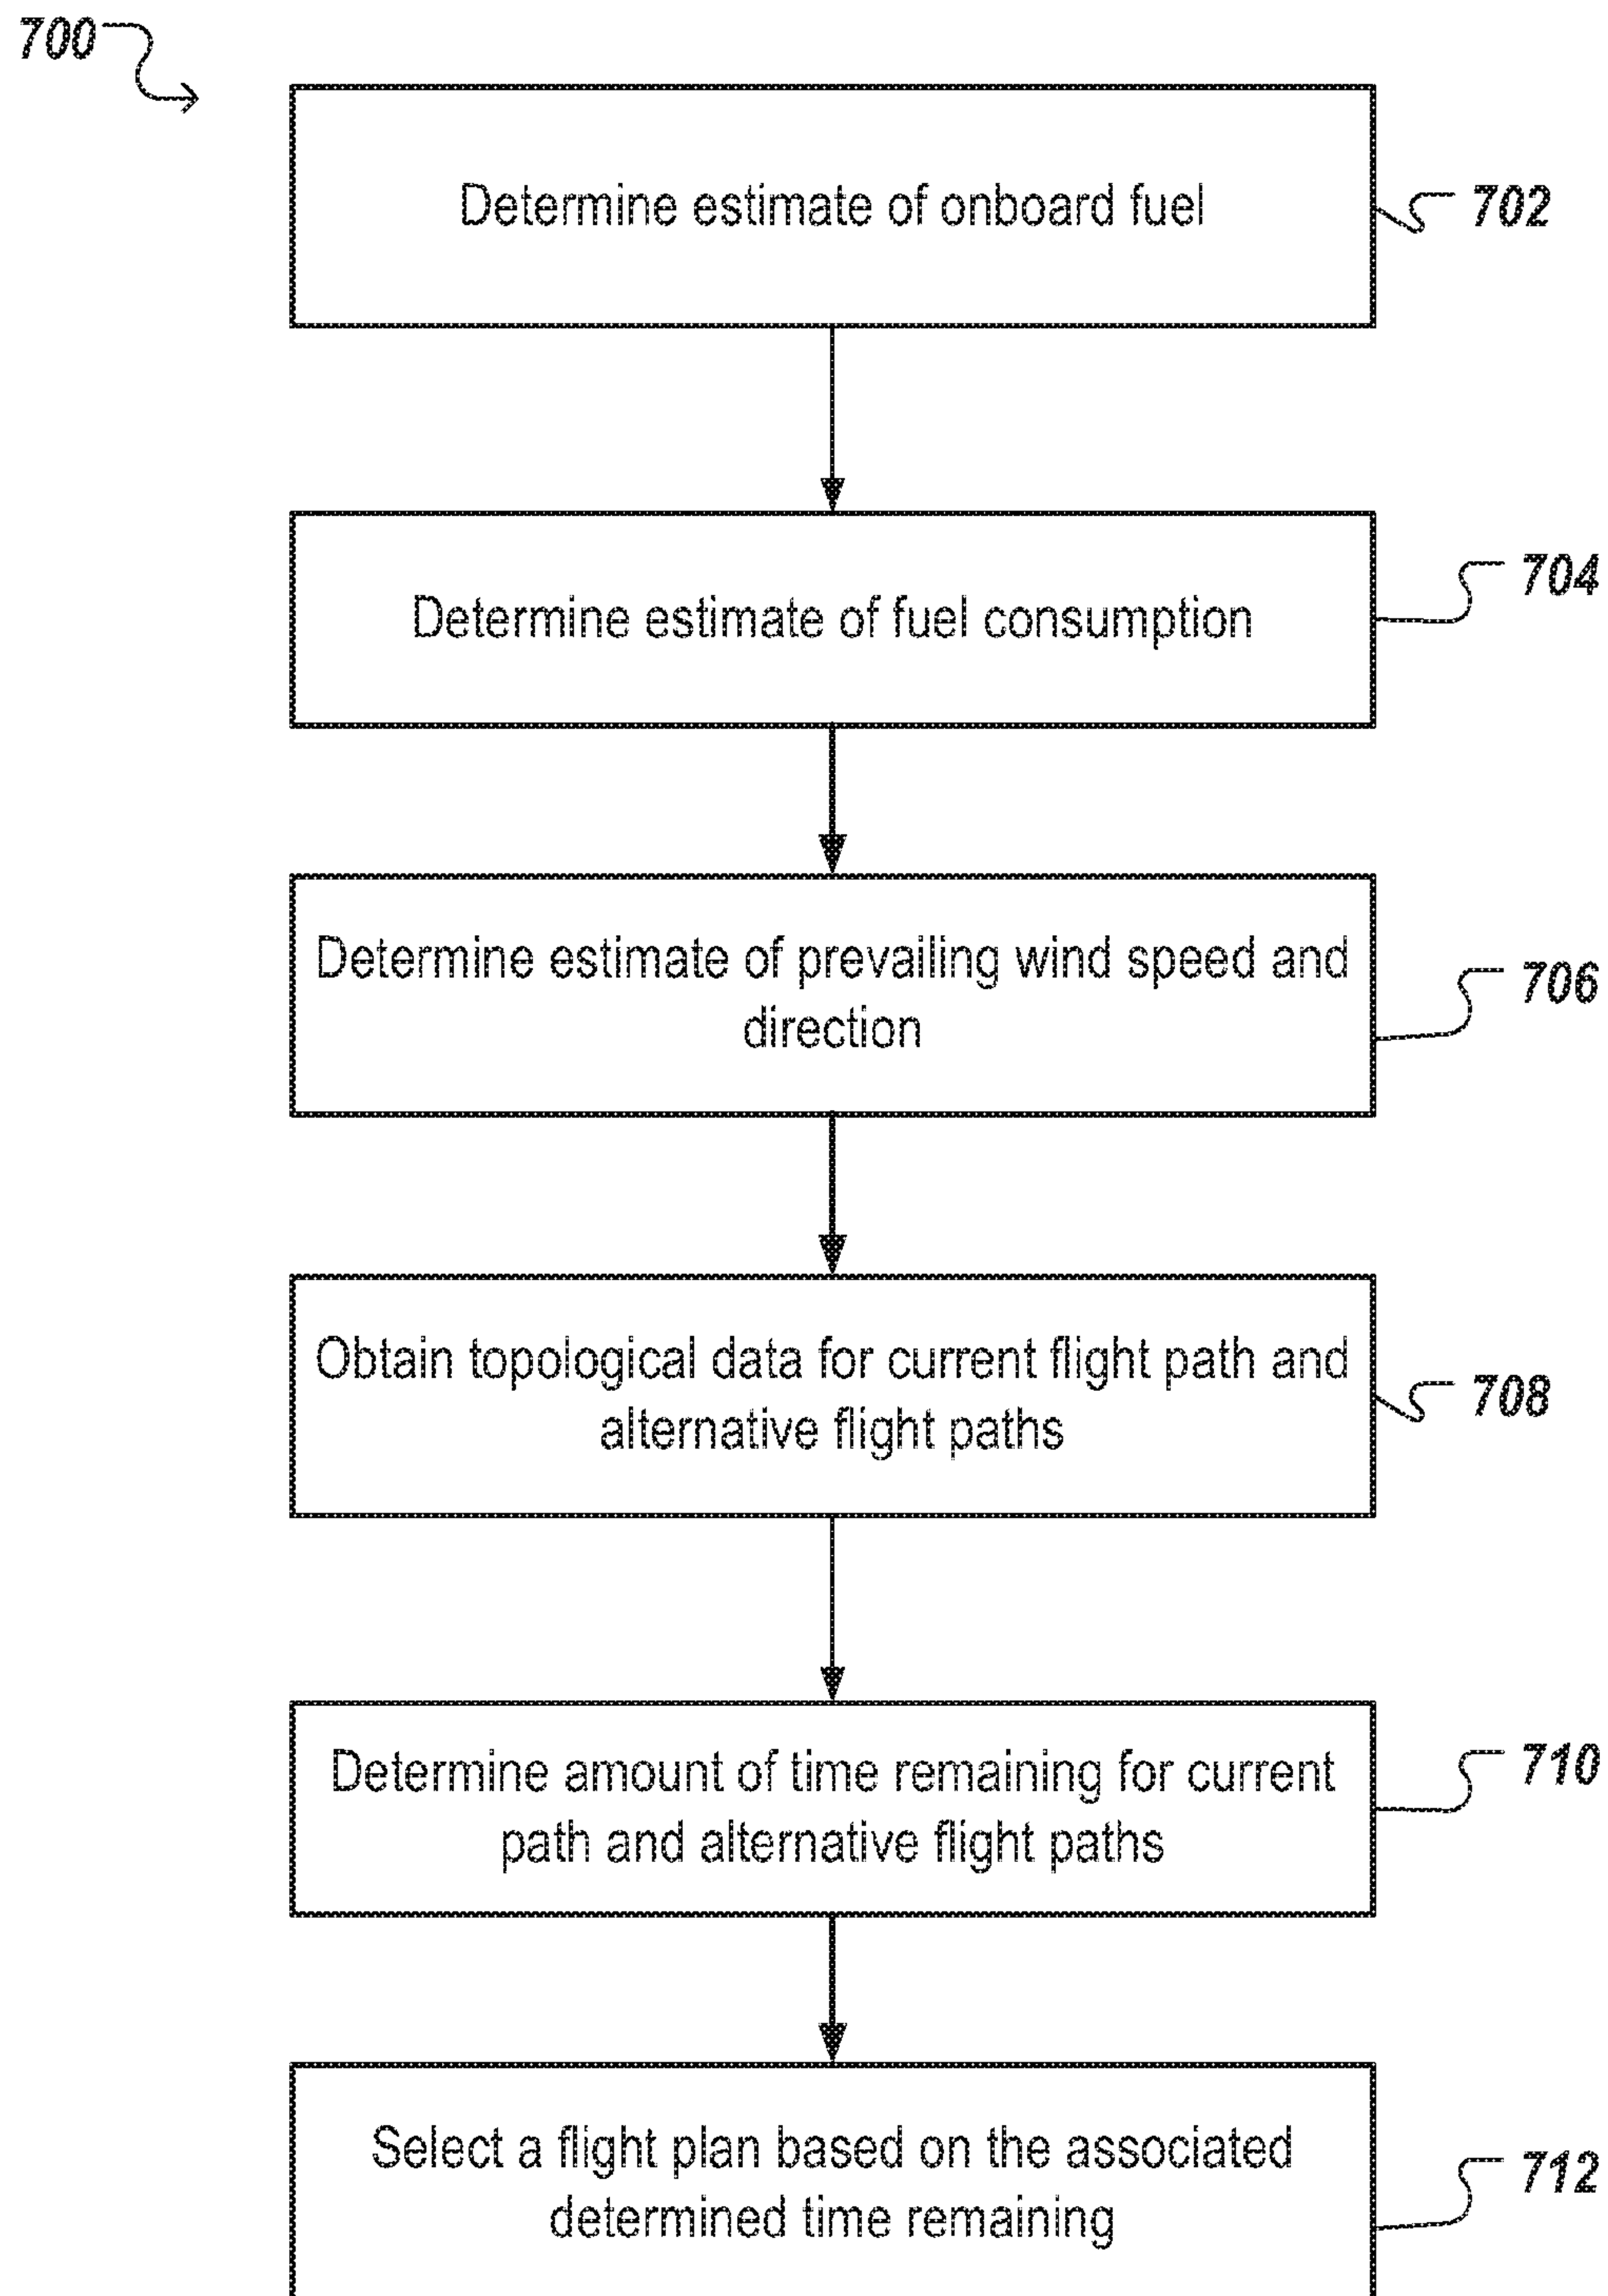 700
Determine estimate of onboard fuel
702
Determine estimate of fuel consumption
704
Determine estimate of prevailing wind speed and
direction
706
Obtain topological data for current flight path and
alternative flight paths
708
Determine amount of time remaining for current
path and alternative flight paths
710
Select a flight plan based on the associated
determined time remaining
712